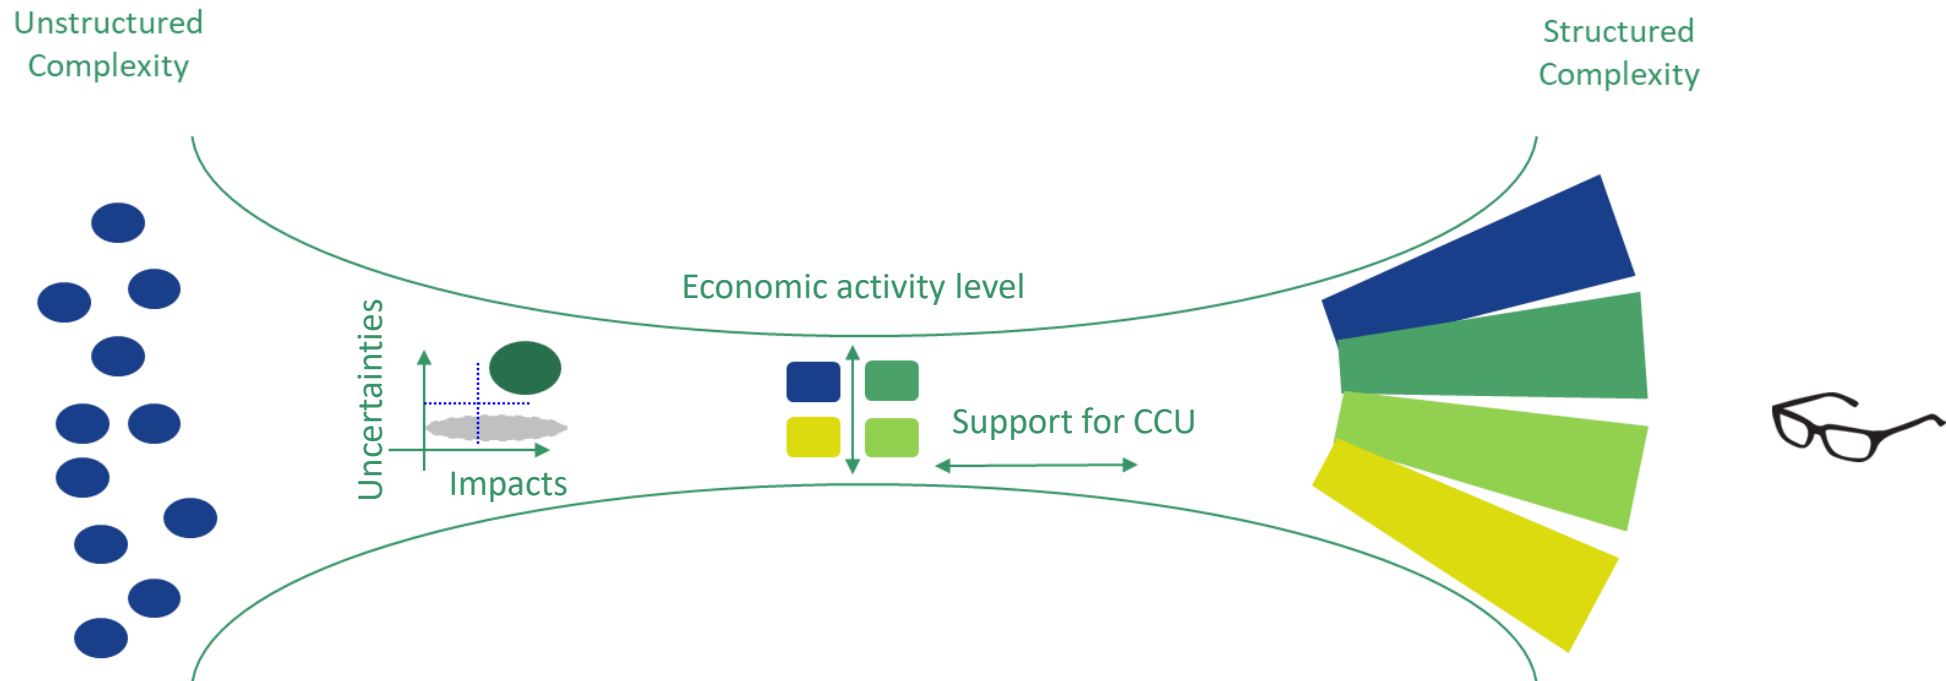 Unstructured
Complexity
Structured
Complexity
Economic activity level
Uncertainties
Support for CCU
Impacts